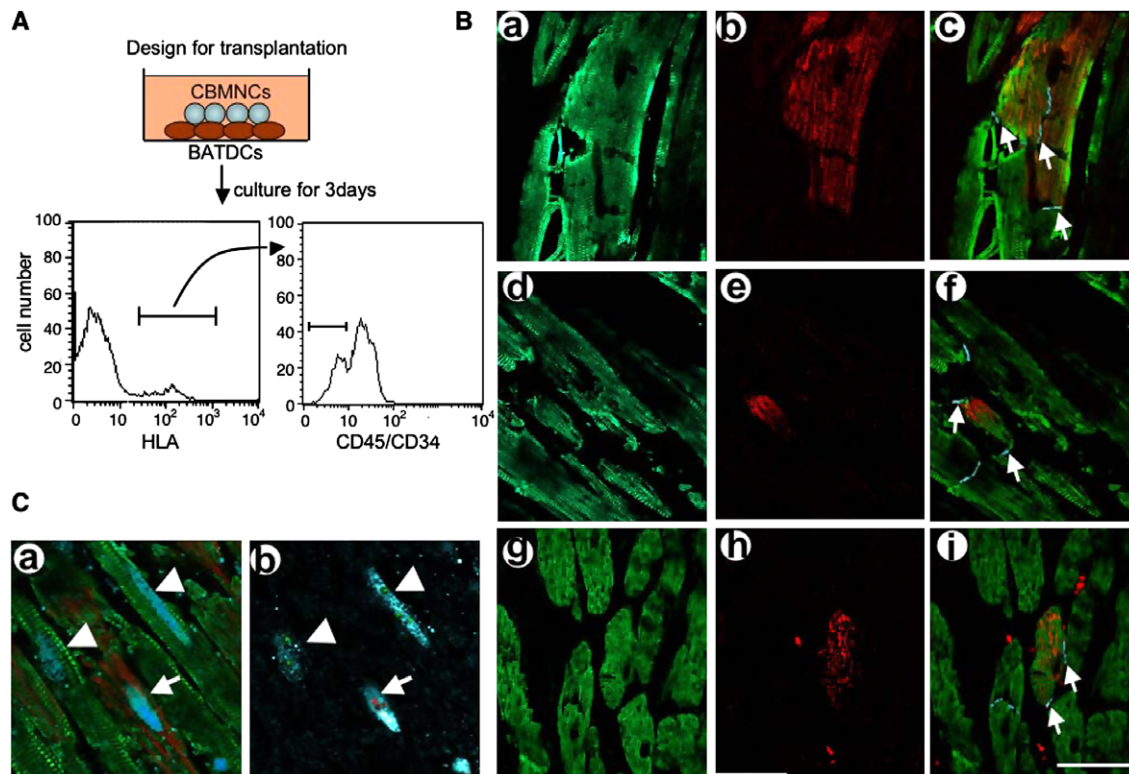 A
Design for transplantation
CBMNCs
BATDCs
culture for 3days
100
80
60
40
20
0
cell number
0 10 10² 10³ 10⁴
HLA
100
80
60
40
20
0
0 10 10² 10⁴
CD45/CD34
B
a
b
c
d
e
f
g
h
i
C
a
b